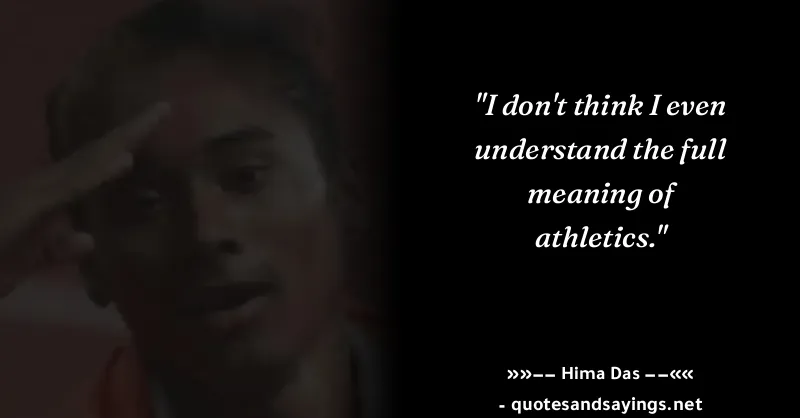 "I don't think I even
understand the full
meaning of
athletics."
»»−− Hima Das −−««
- quotesandsayings.net